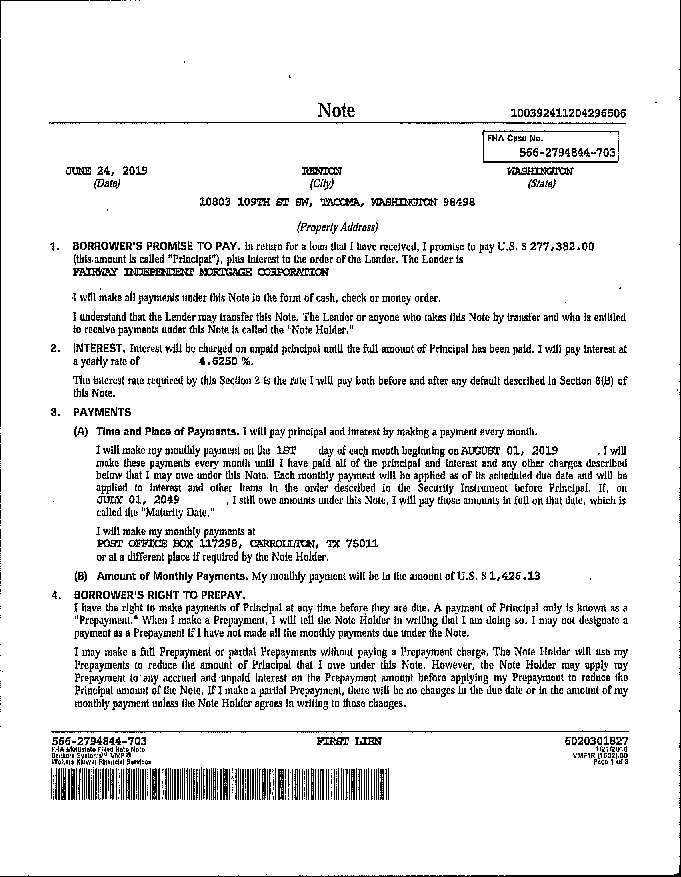 Note
100392411204296506
FHA Case No.
566-2794844-703
JUNE 24, 2019 RENTON WASHINGTON
(Date) (City) (State)
10803 109TH ST SW, TACOMA, WASHINGTON 98498
(Property Address)
1. BORROWER'S PROMISE TO PAY. In return for a loan that I have received, I promise to pay U.S. $ 277,382.00
(this amount is called "Principal"), plus interest to the order of the Lender. The Lender is
FAIRWAY INDEPENDENT MORTGAGE CORPORATION
I will make all payments under this Note in the form of cash, check or money order.
I understand that the Lender may transfer this Note. The Lender or anyone who takes this Note by transfer and who is entitled
to receive payments under this Note is called the "Note Holder."
2. INTEREST. Interest will be charged on unpaid principal until the full amount of Principal has been paid. I will pay interest at
a yearly rate of 4.6250 %.
The interest rate required by this Section 2 is the rate I will pay both before and after any default described in Section 6(B) of
this Note.
3. PAYMENTS
(A) Time and Place of Payments. I will pay principal and interest by making a payment every month.
I will make my monthly payment on the 1ST day of each month beginning on AUGUST 01, 2019 . I will
make these payments every month until I have paid all of the principal and interest and any other charges described
below that I may owe under this Note. Each monthly payment will be applied as of its scheduled due date and will be
applied to interest and other items in the order described in the Security Instrument before Principal. If, on
JULY 01, 2049 , I still owe amounts under this Note, I will pay those amounts in full on that date, which is
called the "Maturity Date."
I will make my monthly payments at
POST OFFICE BOX 117298, CARROLLTON, TX 75011
or at a different place if required by the Note Holder.
(B) Amount of Monthly Payments. My monthly payment will be in the amount of U.S. $ 1,426.13 .
4. BORROWER'S RIGHT TO PREPAY.
I have the right to make payments of Principal at any time before they are due. A payment of Principal only is known as a
"Prepayment." When I make a Prepayment, I will tell the Note Holder in writing that I am doing so. I may not designate a
payment as a Prepayment if I have not made all the monthly payments due under the Note.
I may make a full Prepayment or partial Prepayments without paying a Prepayment charge. The Note Holder will use my
Prepayments to reduce the amount of Principal that I owe under this Note. However, the Note Holder may apply my
Prepayment to any accrued and unpaid interest on the Prepayment amount before applying my Prepayment to reduce the
Principal amount of the Note. If I make a partial Prepayment, there will be no changes in the due date or in the amount of my
monthly payment unless the Note Holder agrees in writing to those changes.
566-2794844-703 FIRST LIEN 6020301827
FHA Multistate Fixed Rate Note
Bankers Systems™ VMP®
Wolters Kluwer Financial Services
Page 1 of 3